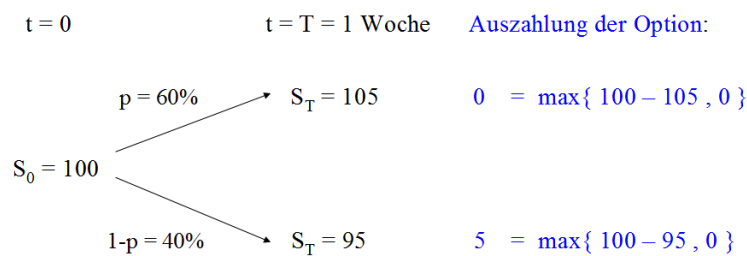 t = 0 t = T = 1 Woche Auszahlung der Option:
p = 60% S_T = 105 0 = max{ 100 – 105 , 0 }
S_0 = 100
1-p = 40% S_T = 95 5 = max{ 100 – 95 , 0 }